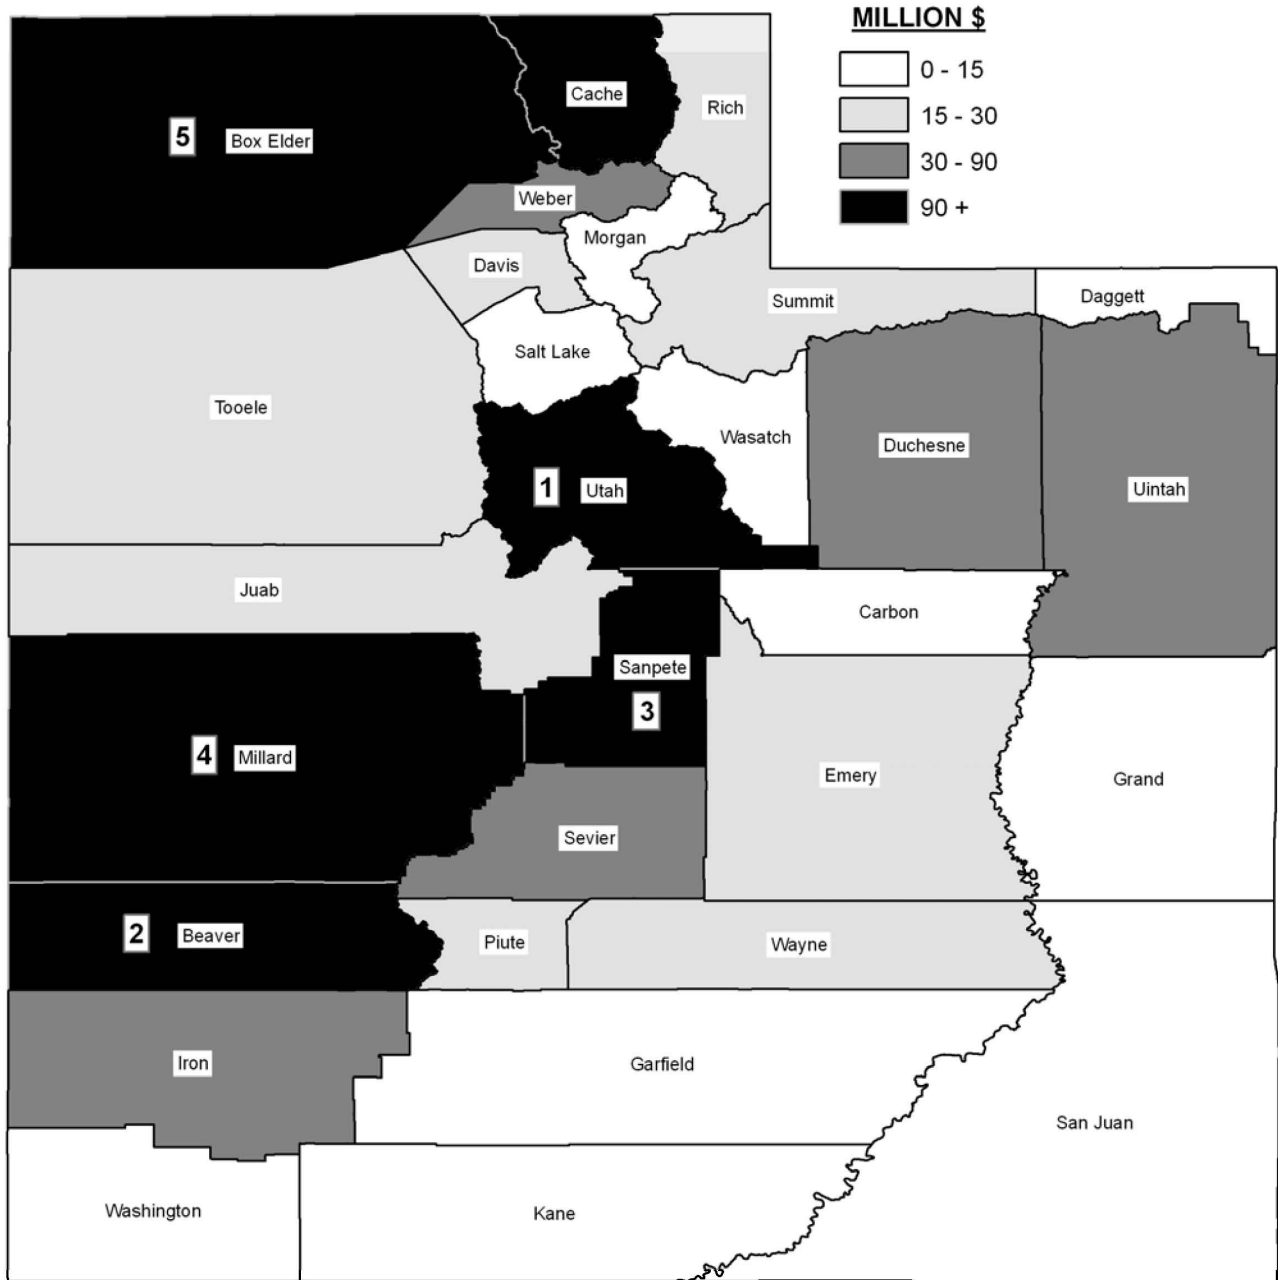 MILLION $
0 - 15
15 - 30
30 - 90
90 +
Cache
Rich
5 Box Elder
Weber
Morgan
Davis
Summit
Daggett
Salt Lake
Tooele
Wasatch
Duchesne
Uintah
1 Utah
Juab
Carbon
Sanpete
3
4 Millard
Emery
Grand
Sevier
2 Beaver
Piute
Wayne
Iron
Garfield
San Juan
Washington
Kane